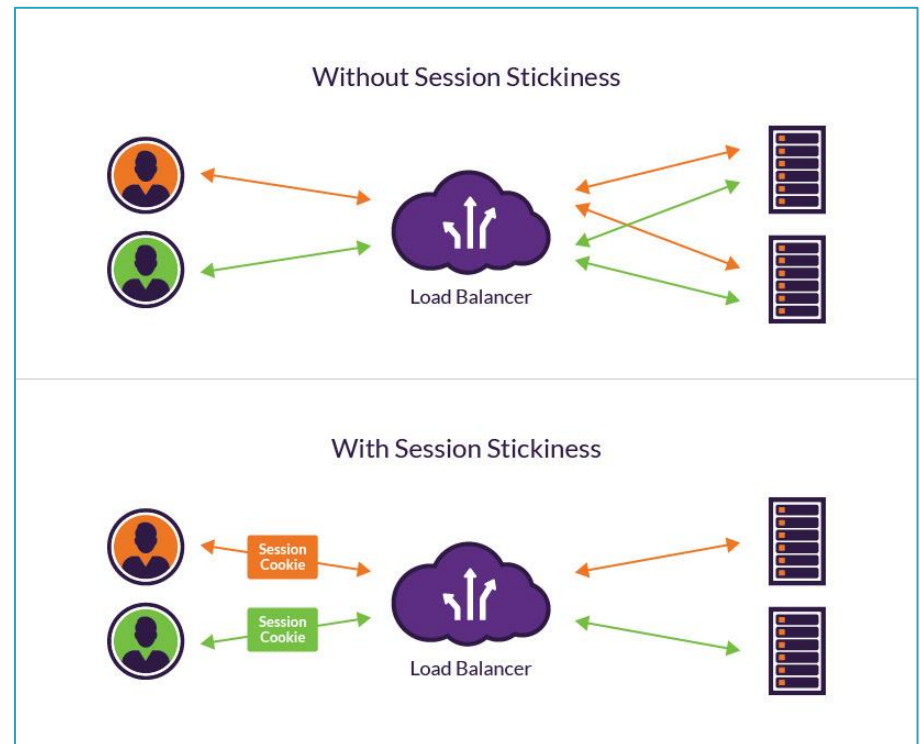 Without Session Stickiness
Load Balancer
With Session Stickiness
Session
Cookie
Session
Cookie
Load Balancer